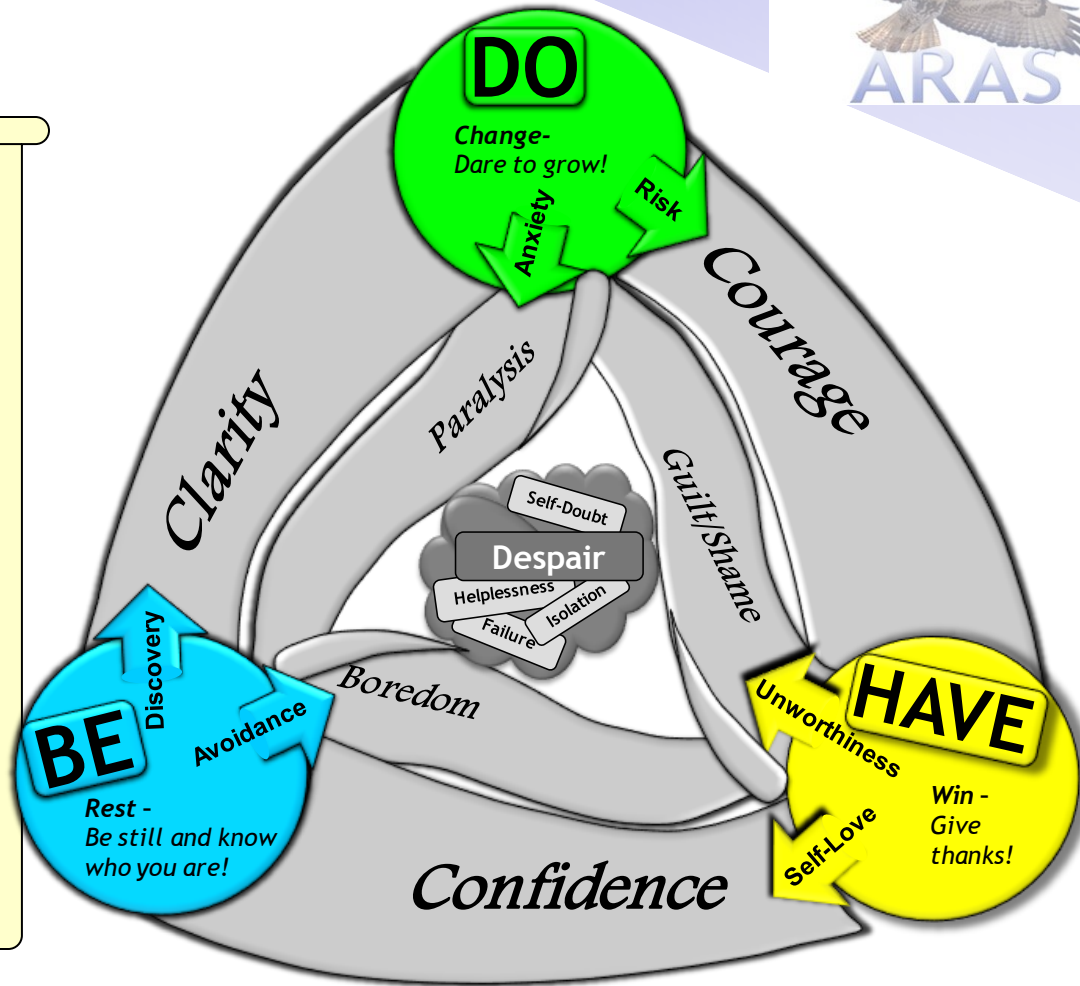 ARAS
DO
Change-
Dare to grow!
Anxiety
Risk
Courage
Clarity
Paralysis
Guilt/Shame
Self-Doubt
Despair
Helplessness
Isolation
Failure
Discovery
Avoidance
Boredom
BE
Rest –
Be still and know
who you are!
Unworthiness
HAVE
Win –
Give
thanks!
Self-Love
Confidence